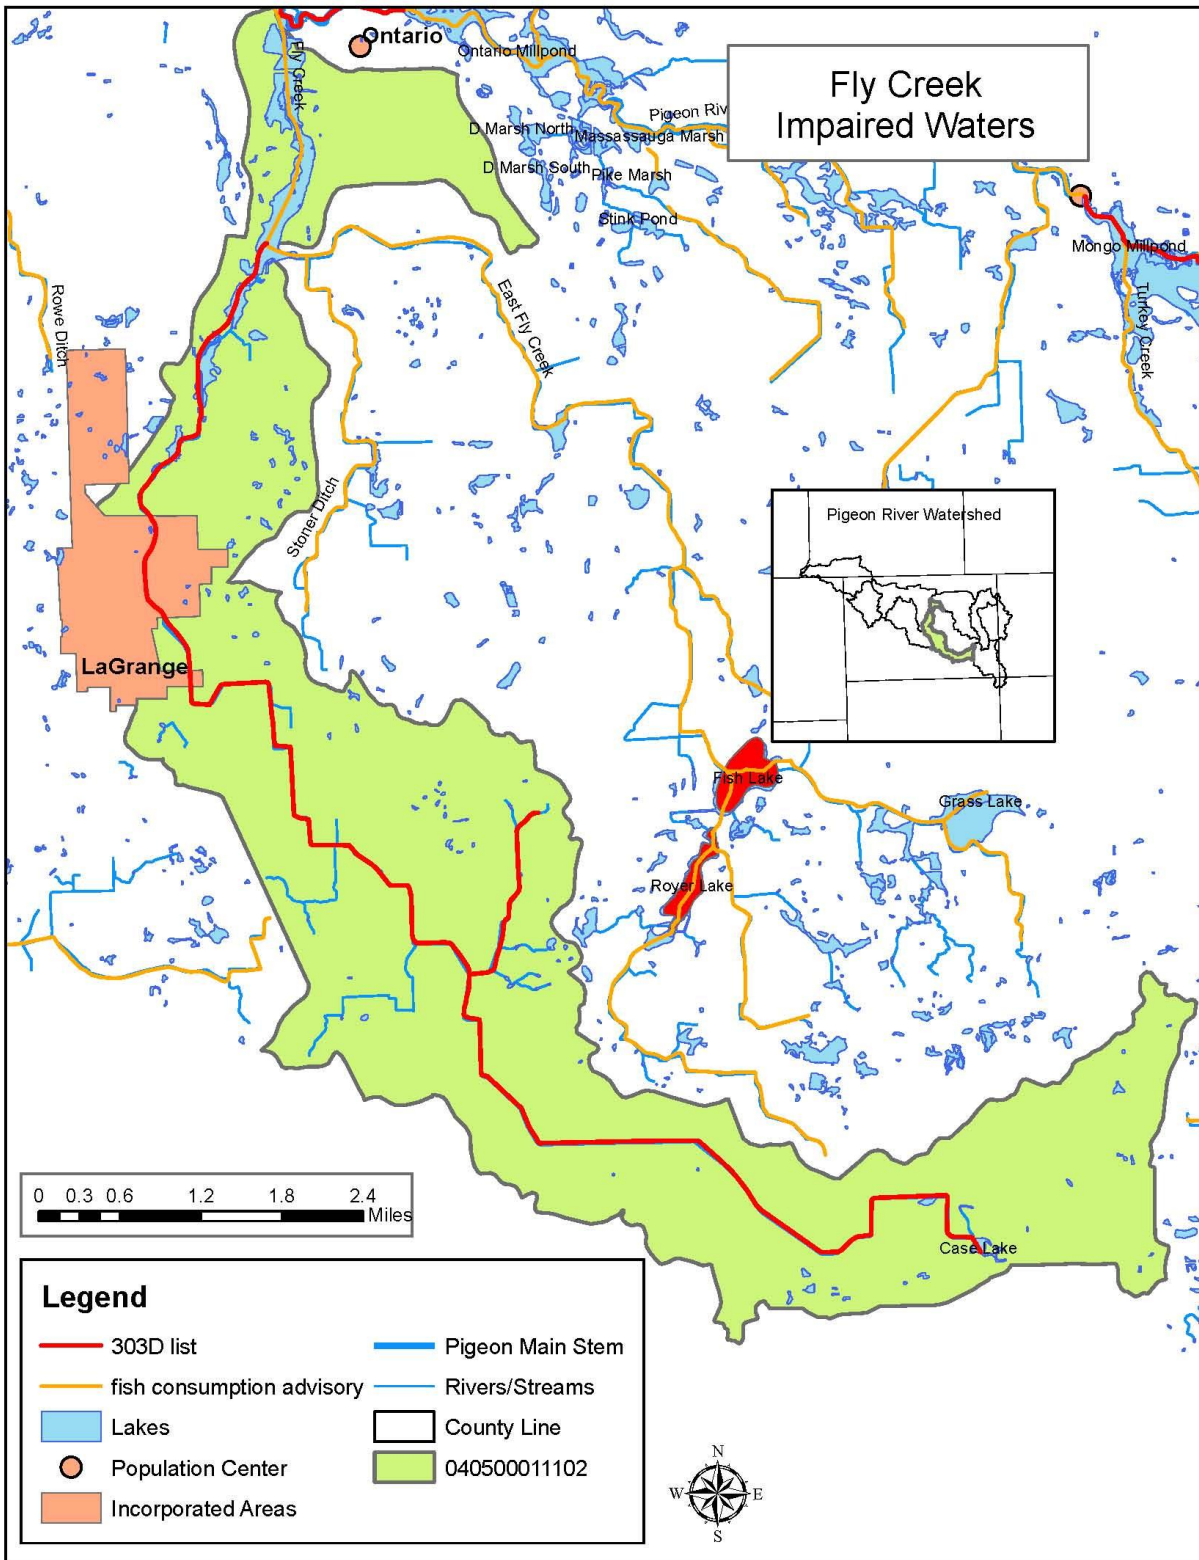 Fly Creek
Impaired Waters
Ontario
Fly Creek
Ontario Millpond
Pigeon Riv
D Marsh North
Massassauga Marsh
D Marsh South
Pike Marsh
Stink Pond
Mongo Millpond
Turkey Creek
Rowe Ditch
East Fly Creek
Stoner Ditch
Pigeon River Watershed
LaGrange
Fish Lake
Grass Lake
Royer Lake
Case Lake
0 0.3 0.6 1.2 1.8 2.4
Miles
Legend
303D list
fish consumption advisory
Lakes
Population Center
Incorporated Areas
Pigeon Main Stem
Rivers/Streams
County Line
040500011102
N
W E
S